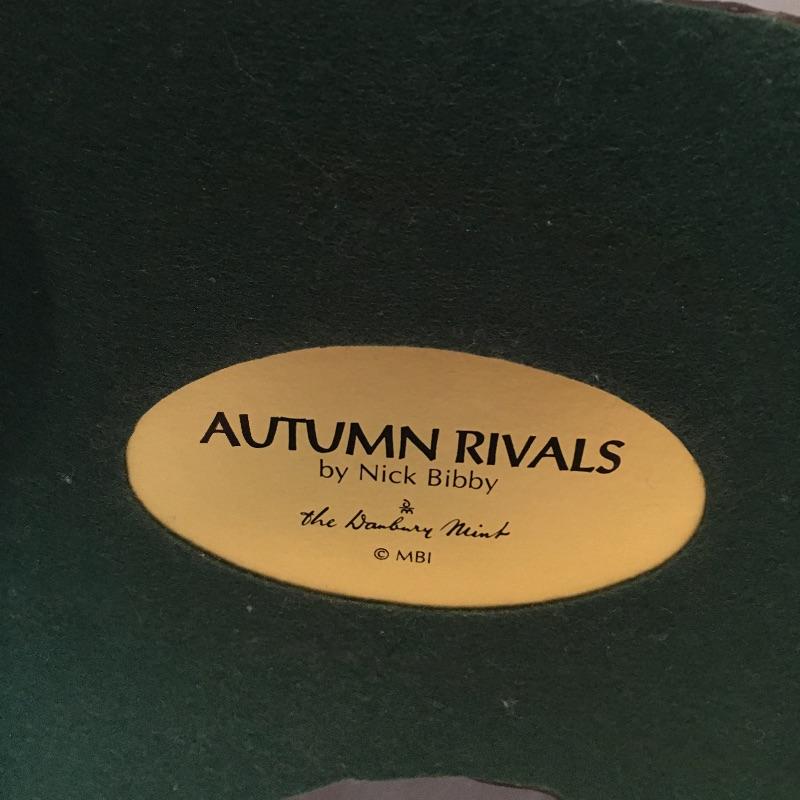 AUTUMN RIVALS
by Nick Bibby
the Danbury Mint
© MBI